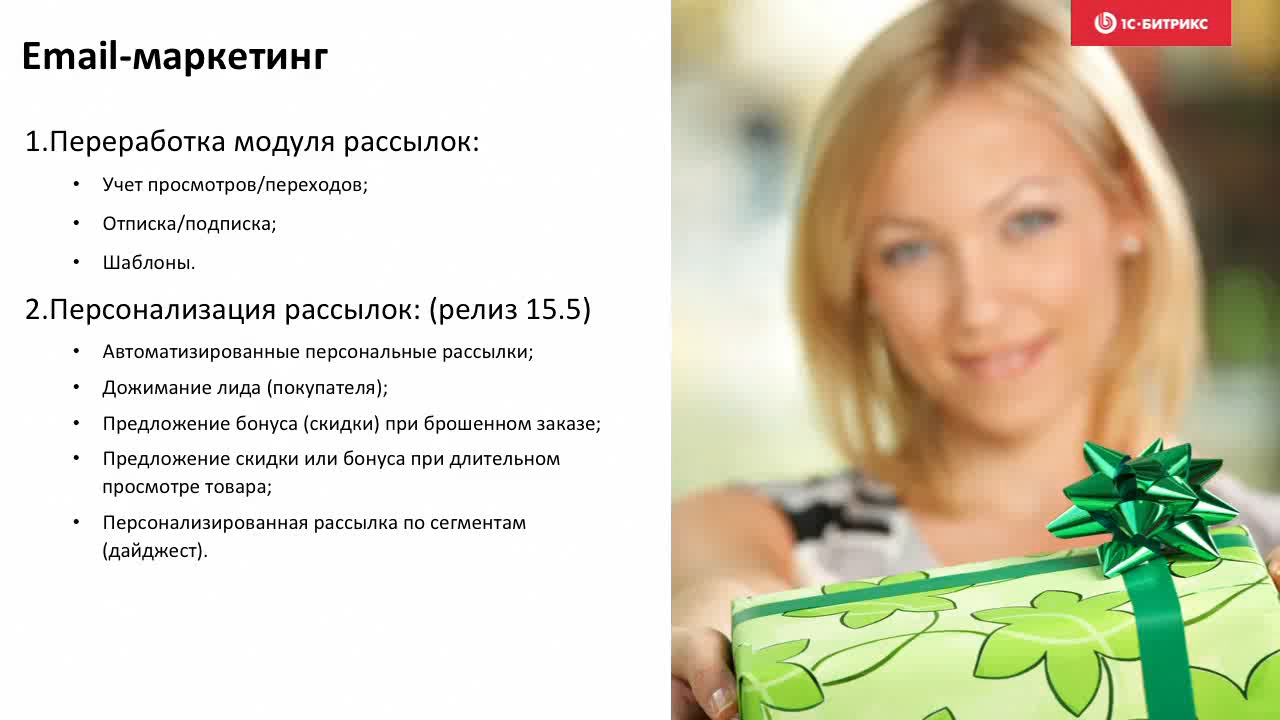 1С-БИТРИКС
Email-маркетинг
1.Переработка модуля рассылок:
• Учет просмотров/переходов;
• Отписка/подписка;
• Шаблоны.
2.Персонализация рассылок: (релиз 15.5)
• Автоматизированные персональные рассылки;
• Дожимание лида (покупателя);
• Предложение бонуса (скидки) при брошенном заказе;
• Предложение скидки или бонуса при длительном
просмотре товара;
• Персонализированная рассылка по сегментам
(дайджест).